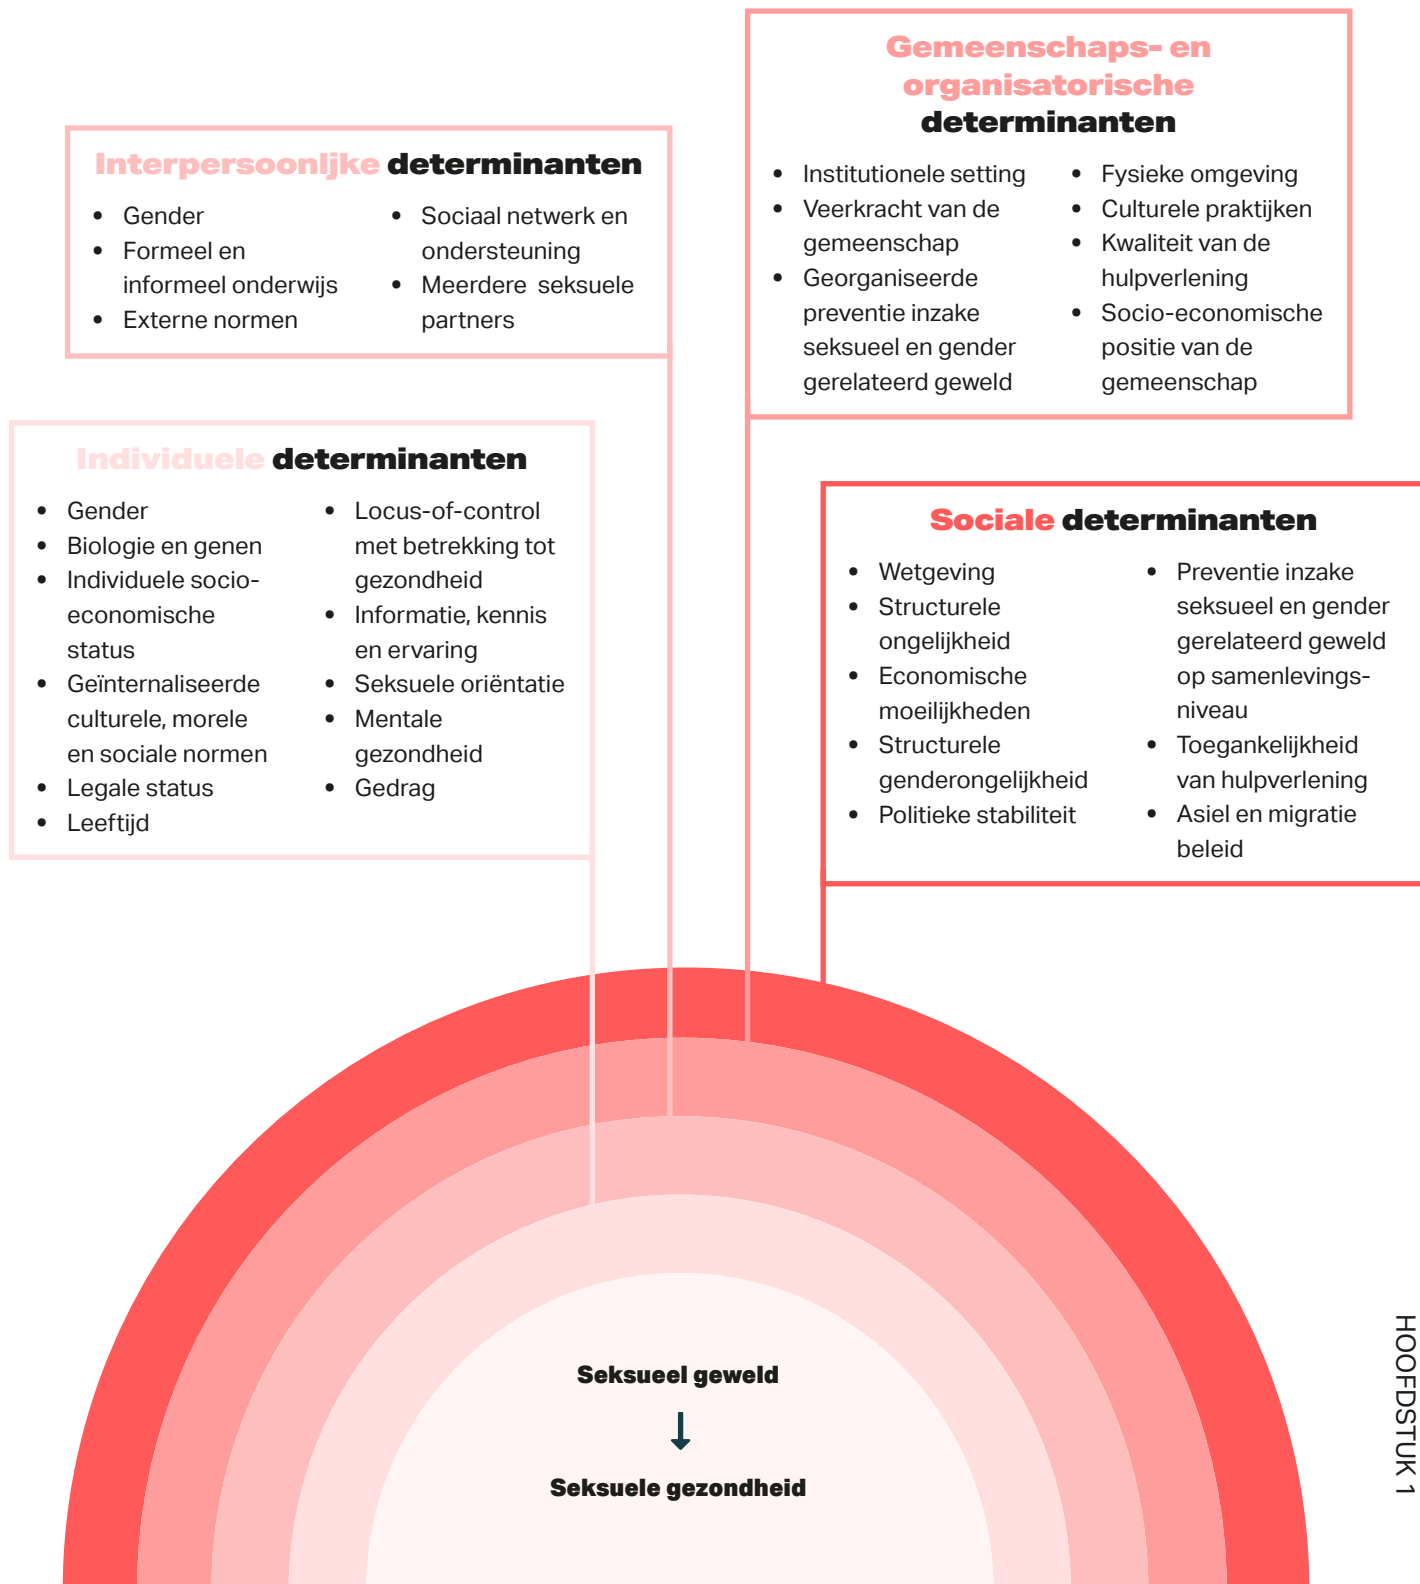 Gemeenschaps- en
organisatorische
determinanten
• Institutionele setting
• Veerkracht van de
gemeenschap
• Georganiseerde
preventie inzake
seksueel en gender
gerelateerd geweld
• Fysieke omgeving
• Culturele praktijken
• Kwaliteit van de
hulpverlening
• Socio-economische
positie van de
gemeenschap
Interpersoonljke determinanten
• Gender
• Formeel en
informeel onderwijs
• Externe normen
• Sociaal netwerk en
ondersteuning
• Meerdere seksuele
partners
Individuele determinanten
• Gender
• Biologie en genen
• Individuele socio-
economische
status
• Geïnternaliseerde
culturele, morele
en sociale normen
• Legale status
• Leeftijd
• Locus-of-control
met betrekking tot
gezondheid
• Informatie, kennis
en ervaring
• Seksuele oriëntatie
• Mentale
gezondheid
• Gedrag
Sociale determinanten
• Wetgeving
• Structurele
ongelijkheid
• Economische
moeilijkheden
• Structurele
genderongelijkheid
• Politieke stabiliteit
• Preventie inzake
seksueel en gender
gerelateerd geweld
op samenlevings-
niveau
• Toegankelijkheid
van hulpverlening
• Asiel en migratie
beleid
Seksueel geweld
↓
Seksuele gezondheid
HOOFDSTUK 1